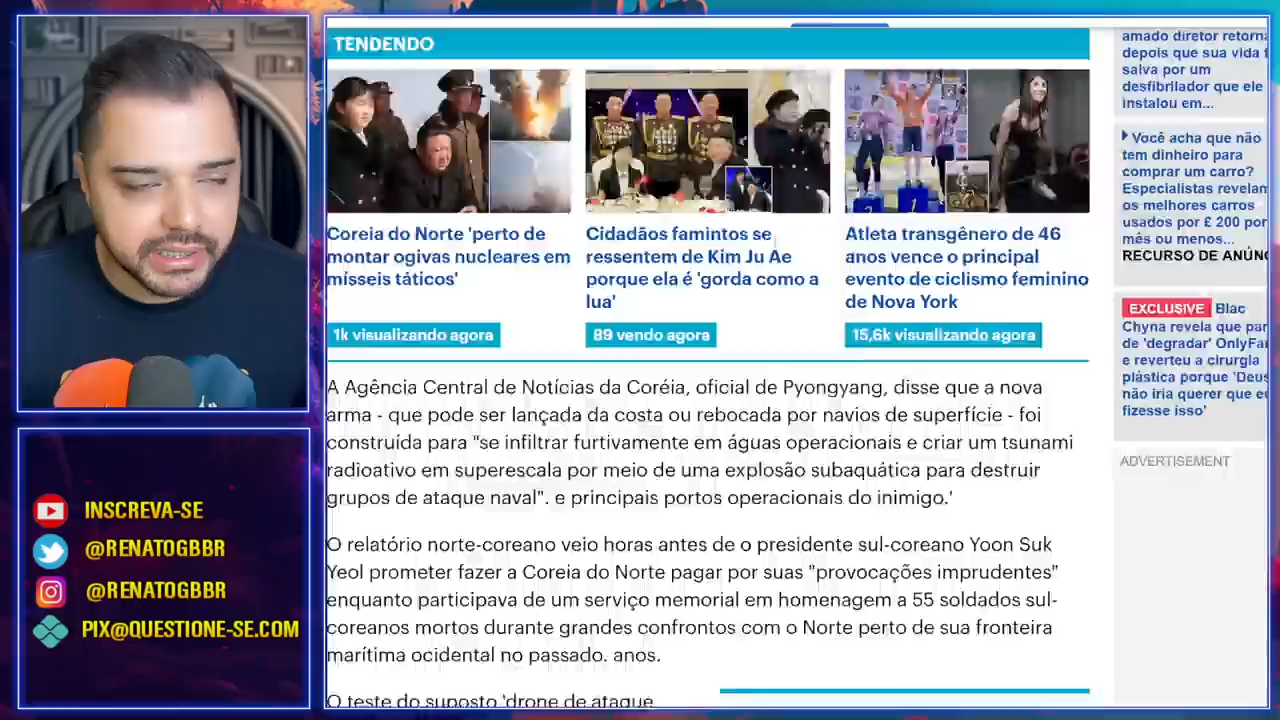 TENDENDO
Coreia do Norte 'perto de
montar ogivas nucleares em
mísseis táticos'
1k visualizando agora
Cidadãos famintos se
ressentem de Kim Ju Ae
porque ela é 'gorda como a
lua'
89 vendo agora
Atleta transgênero de 46
anos vence o principal
evento de ciclismo feminino
de Nova York
15,6k visualizando agora
A Agência Central de Notícias da Coréia, oficial de Pyongyang, disse que a nova
arma - que pode ser lançada da costa ou rebocada por navios de superfície - foi
construída para "se infiltrar furtivamente em águas operacionais e criar um tsunami
radioativo em superescala por meio de uma explosão subaquática para destruir
grupos de ataque naval". e principais portos operacionais do inimigo.'
O relatório norte-coreano veio horas antes de o presidente sul-coreano Yoon Suk
Yeol prometer fazer a Coreia do Norte pagar por suas "provocações imprudentes"
enquanto participava de um serviço memorial em homenagem a 55 soldados sul-
coreanos mortos durante grandes confrontos com o Norte perto de sua fronteira
marítima ocidental no passado. anos.
O teste do suposto 'drone de ataque
amado diretor retorna
depois que sua vida
salva por um
desfibrilador que ele
instalou em...
Você acha que não
tem dinheiro para
comprar um carro?
Especialistas revelam
os melhores carros
usados por £ 200 por
mês ou menos...
RECURSO DE ANÚN
EXCLUSIVE Blac
Chyna revela que par
de 'degradar' OnlyFa
e reverteu a cirurgia
plástica porque 'Deus
não iria querer que eu
fizesse isso'
ADVERTISEMENT
INSCREVA-SE
@RENATOGBBR
@RENATOGBBR
PIX@QUESTIONE-SE.COM